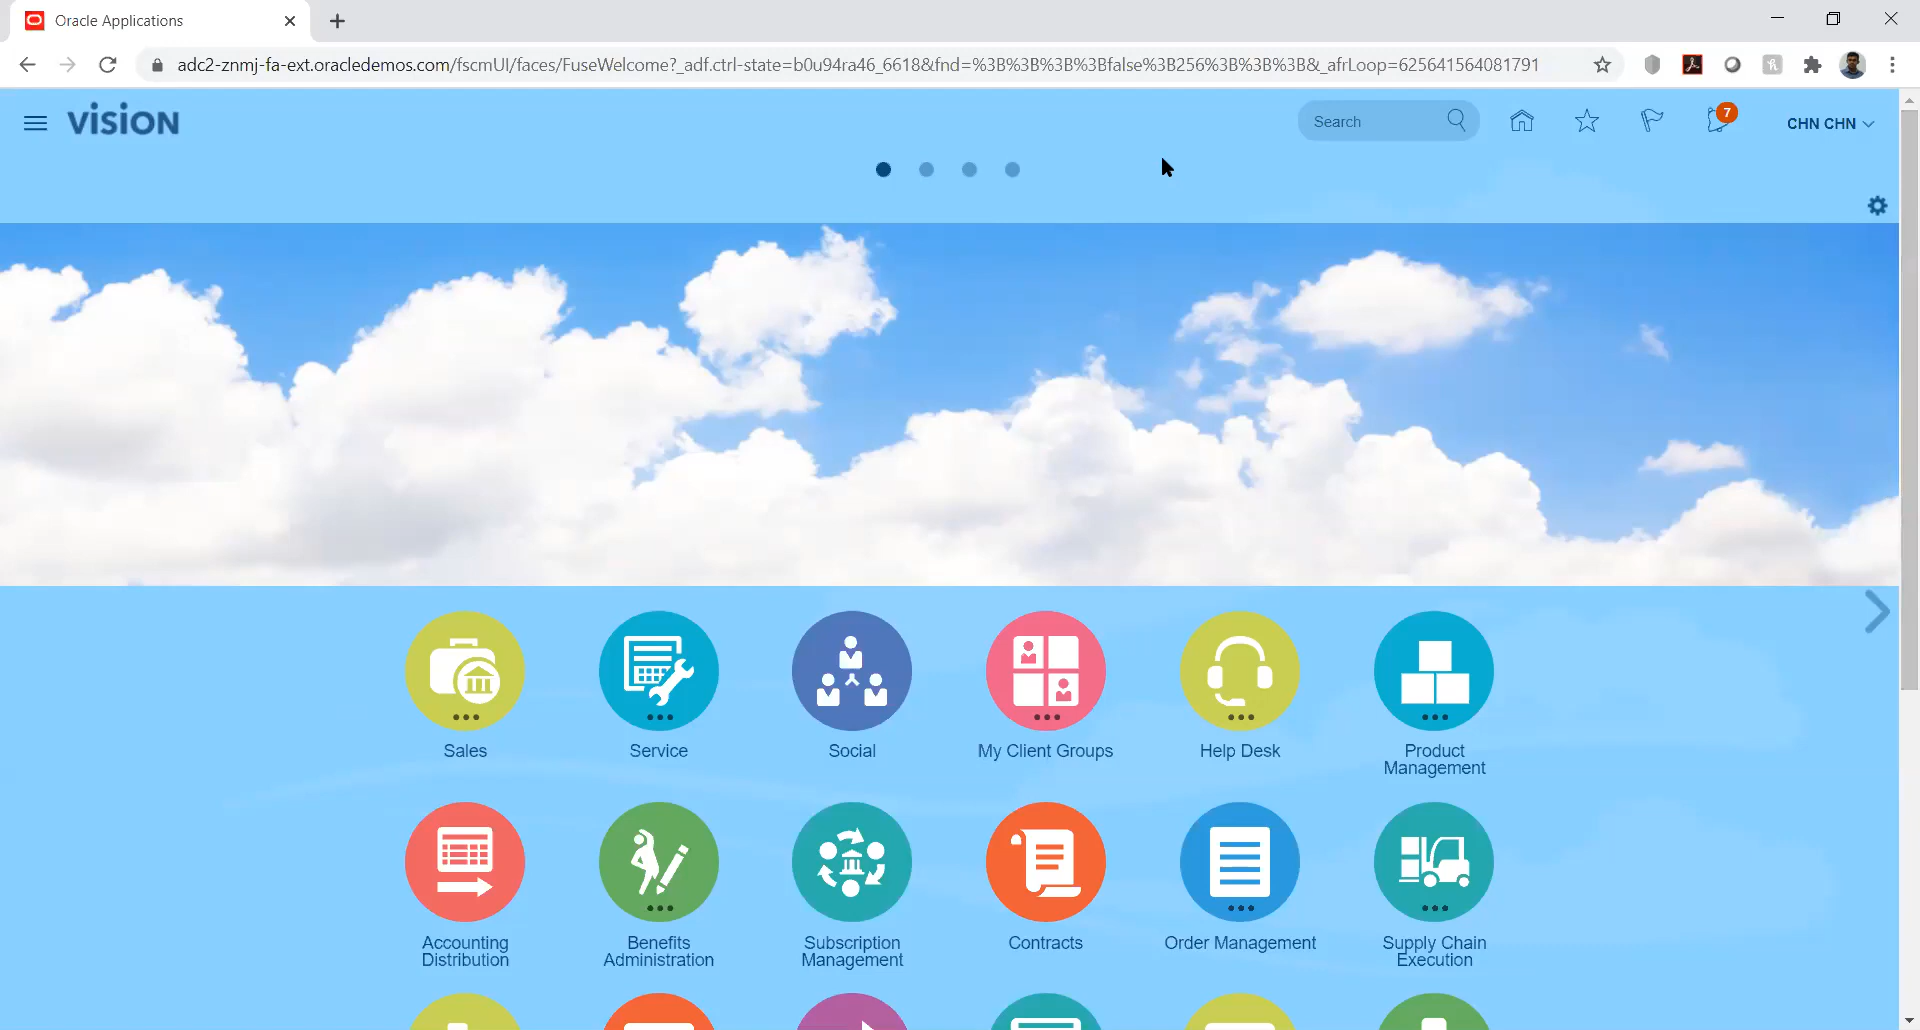 Oracle Applications
adc2-znmj-fa-ext.oracledemos.com/fscmUI/faces/FuseWelcome?_adf.ctrl-state=b0u94ra46_6618&fnd=%3B%3B%3B%3Bfalse%3B256%3B%3B%3B&_afrLoop=625641564081791
vision
Search
7
CHN CHN
Sales
Service
Social
My Client Groups
Help Desk
Product
Management
Accounting
Distribution
Benefits
Administration
Subscription
Management
Contracts
Order Management
Supply Chain
Execution